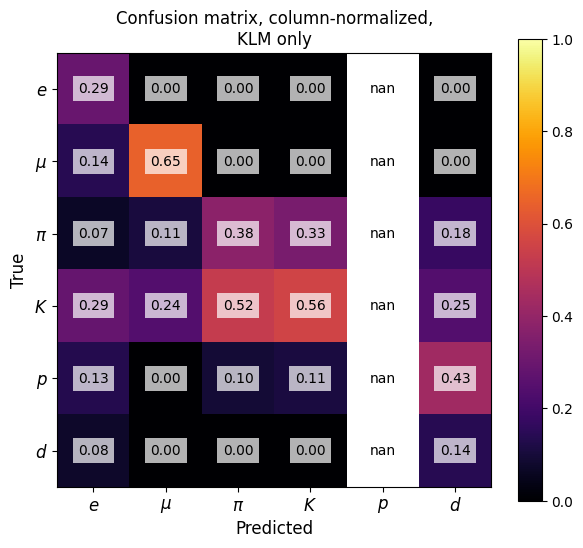 Confusion matrix, column-normalized,
KLM only
1.0
e 0.29 0.00 0.00 0.00 nan 0.00
0.8
μ 0.14 0.65 0.00 0.00 nan 0.00
0.6
π 0.07 0.11 0.38 0.33 nan 0.18
True
K 0.29 0.24 0.52 0.56 nan 0.25
0.4
p 0.13 0.00 0.10 0.11 nan 0.43
0.2
d 0.08 0.00 0.00 0.00 nan 0.14
0.0
e μ π K p d
Predicted